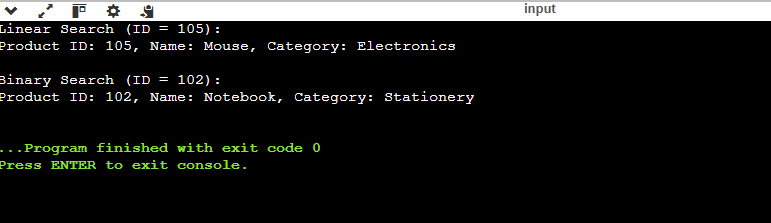 input
Linear Search (ID = 105):
Product ID: 105, Name: Mouse, Category: Electronics
Binary Search (ID = 102):
Product ID: 102, Name: Notebook, Category: Stationery
...Program finished with exit code 0
Press ENTER to exit console.